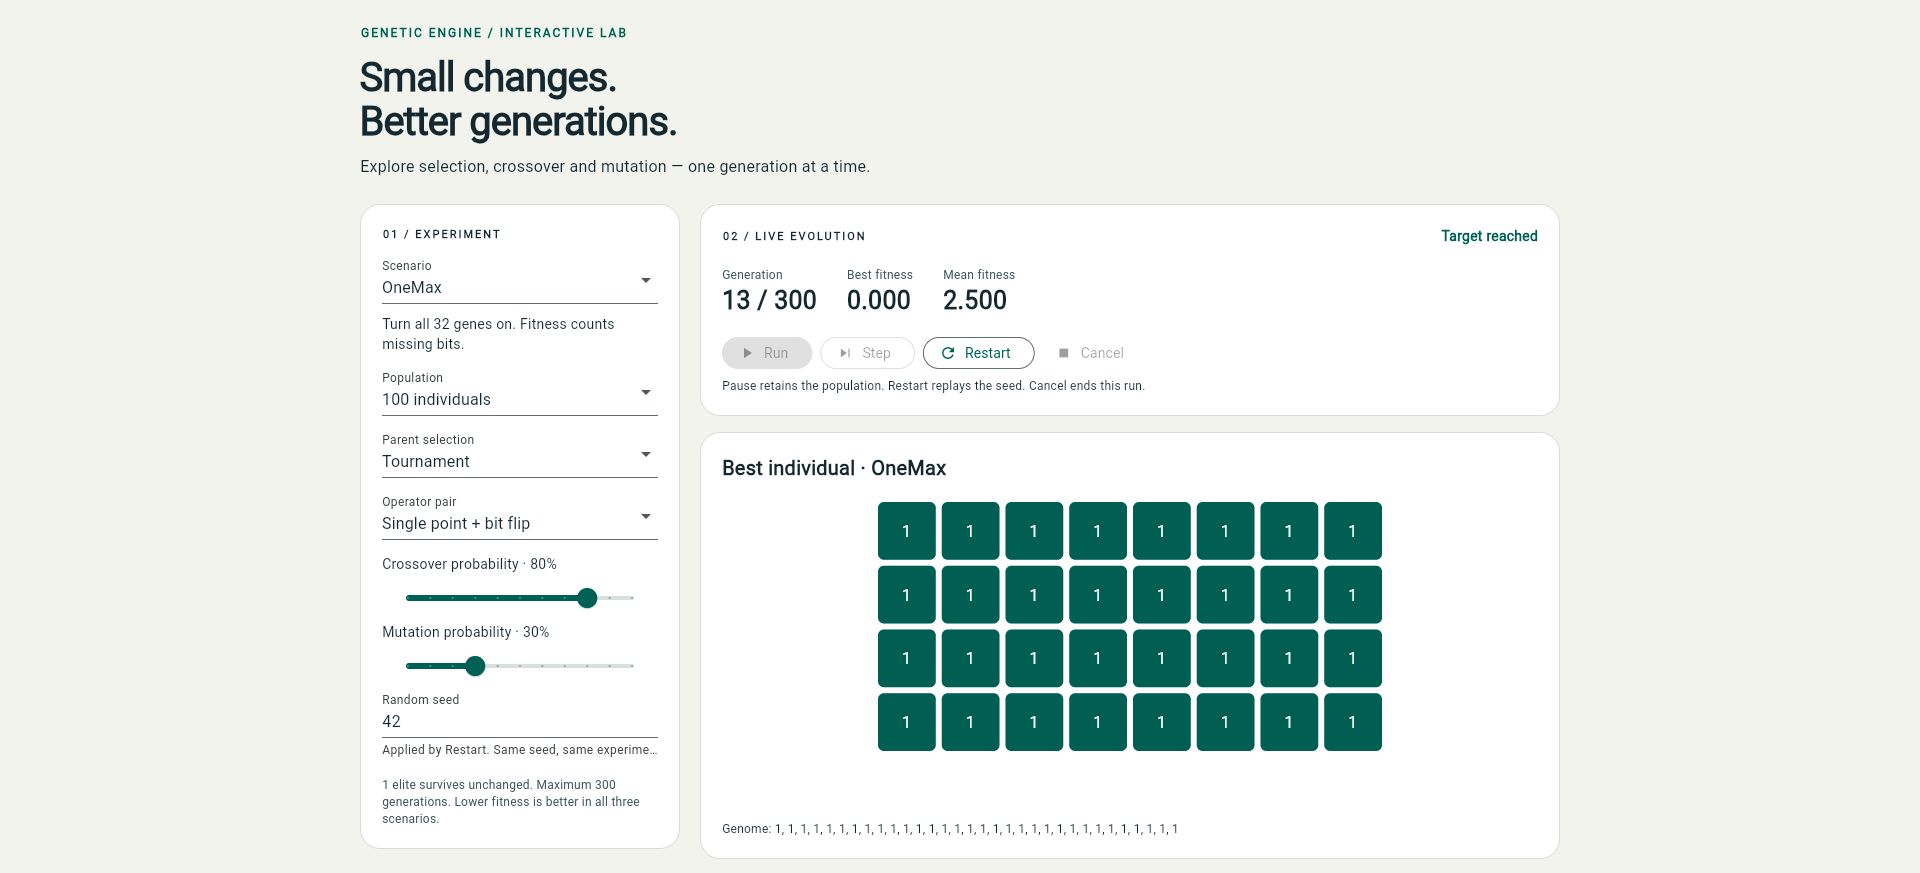 GENETIC ENGINE / INTERACTIVE LAB
Small changes.
Better generations.
Explore selection, crossover and mutation — one generation at a time.
01 / EXPERIMENT
Scenario
OneMax
Turn all 32 genes on. Fitness counts
missing bits.
Population
100 individuals
Parent selection
Tournament
Operator pair
Single point + bit flip
Crossover probability · 80%
Mutation probability · 30%
Random seed
42
Applied by Restart. Same seed, same experime…
1 elite survives unchanged. Maximum 300
generations. Lower fitness is better in all three
scenarios.
02 / LIVE EVOLUTION
Target reached
Generation Best fitness Mean fitness
13 / 300 0.000 2.500
Run Step Restart Cancel
Pause retains the population. Restart replays the seed. Cancel ends this run.
Best individual · OneMax
1 1 1 1 1 1 1 1
1 1 1 1 1 1 1 1
1 1 1 1 1 1 1 1
1 1 1 1 1 1 1 1
Genome: 1, 1, 1, 1, 1, 1, 1, 1, 1, 1, 1, 1, 1, 1, 1, 1, 1, 1, 1, 1, 1, 1, 1, 1, 1, 1, 1, 1, 1, 1, 1, 1